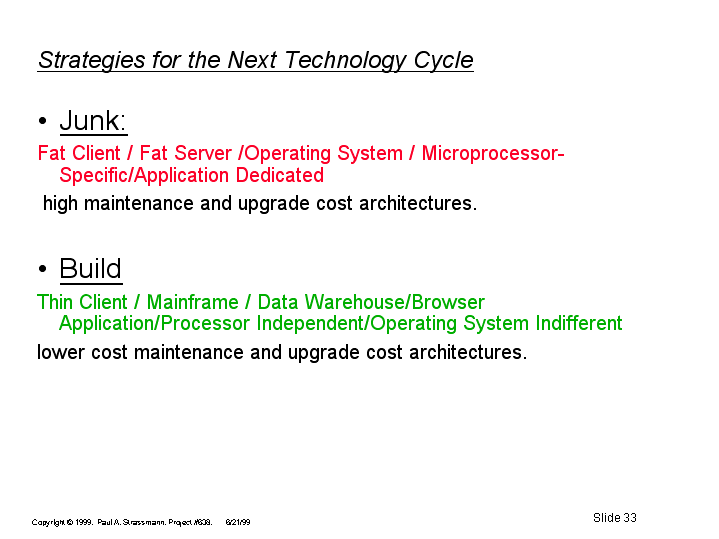 Strategies for the Next Technology Cycle
• Junk:
Fat Client / Fat Server /Operating System / Microprocessor-
Specific/Application Dedicated
high maintenance and upgrade cost architectures.
• Build
Thin Client / Mainframe / Data Warehouse/Browser
Application/Processor Independent/Operating System Indifferent
lower cost maintenance and upgrade cost architectures.
Copyright © 1999. Paul A. Strassmann. Project #638. 6/21/99
Slide 33